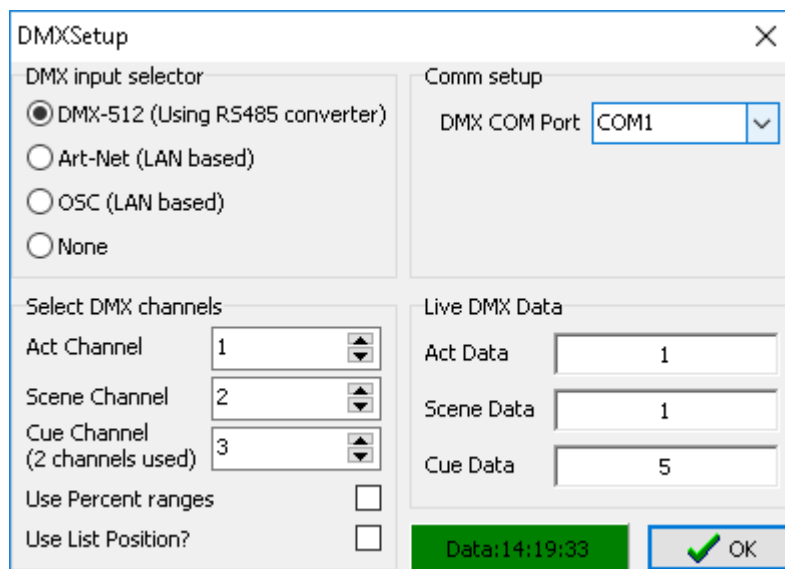 DMXSetup
DMX input selector
DMX-512 (Using RS485 converter)
Art-Net (LAN based)
OSC (LAN based)
None
Comm setup
DMX COM Port COM1
Select DMX channels
Act Channel 1
Scene Channel 2
Cue Channel
(2 channels used) 3
Use Percent ranges
Use List Position?
Live DMX Data
Act Data 1
Scene Data 1
Cue Data 5
Data:14:19:33
OK